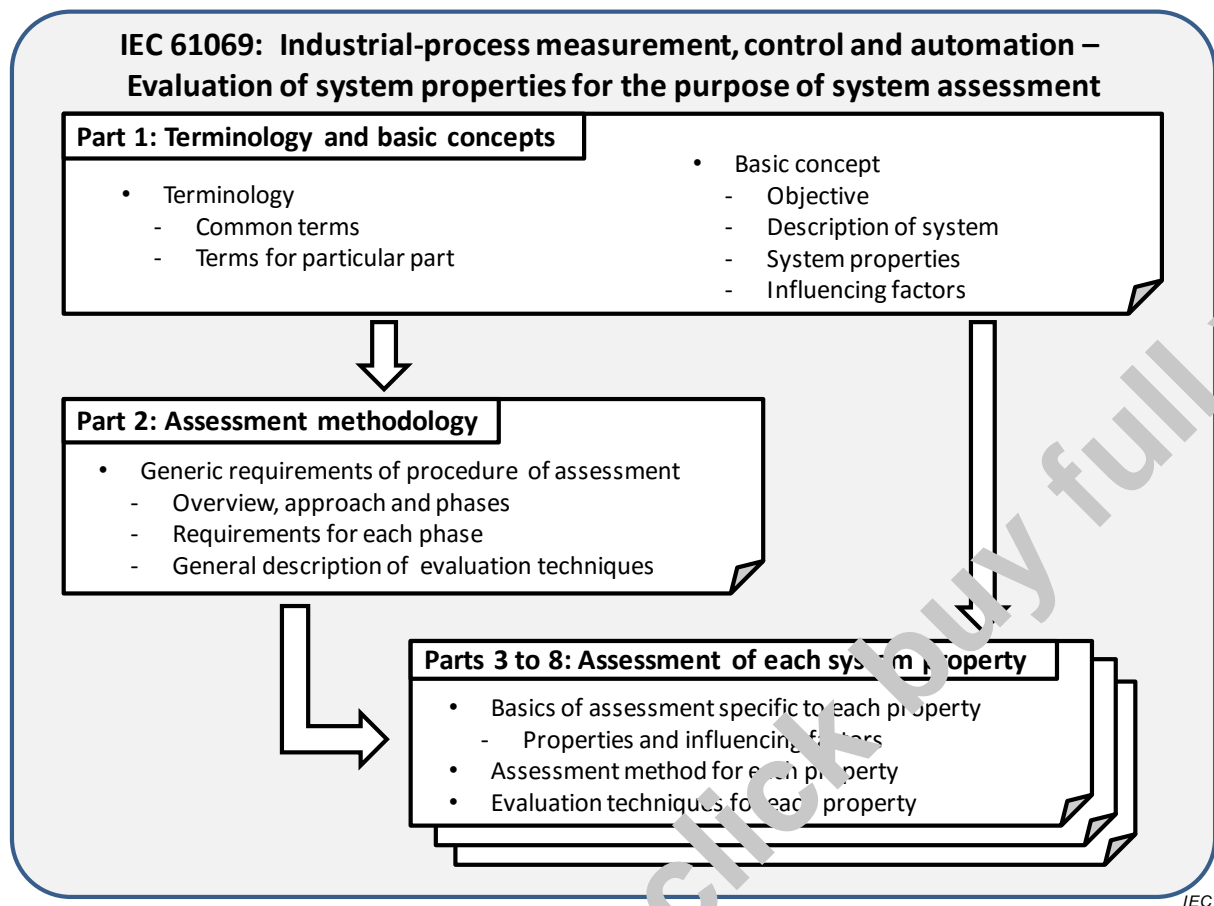 IEC 61069: Industrial-process measurement, control and automation –
Evaluation of system properties for the purpose of system assessment
Part 1: Terminology and basic concepts
• Terminology
- Common terms
- Terms for particular part
• Basic concept
- Objective
- Description of system
- System properties
- Influencing factors
Part 2: Assessment methodology
• Generic requirements of procedure of assessment
- Overview, approach and phases
- Requirements for each phase
- General description of evaluation techniques
Parts 3 to 8: Assessment of each system property
• Basics of assessment specific to each property
- Properties and influencing factors
• Assessment method for each property
• Evaluation techniques for each property
click buy full
IEC